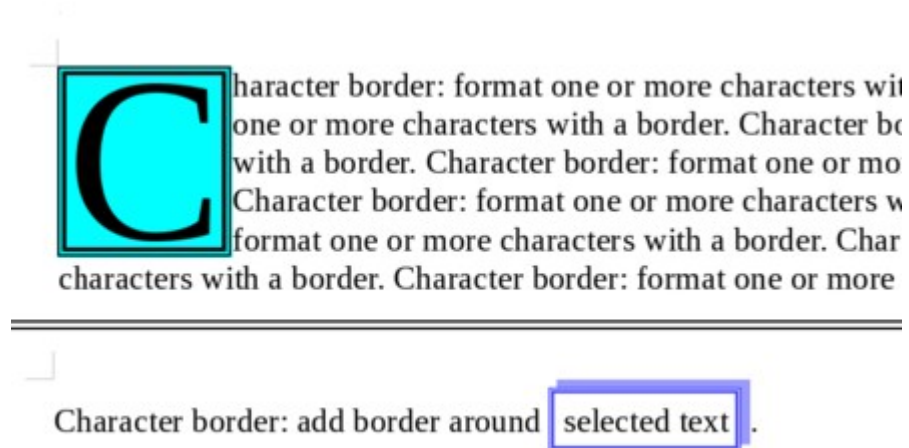 Character border: format one or more characters wit
one or more characters with a border. Character bo
with a border. Character border: format one or mo
Character border: format one or more characters w
format one or more characters with a border. Char
characters with a border. Character border: format one or more
Character border: add border around selected text .